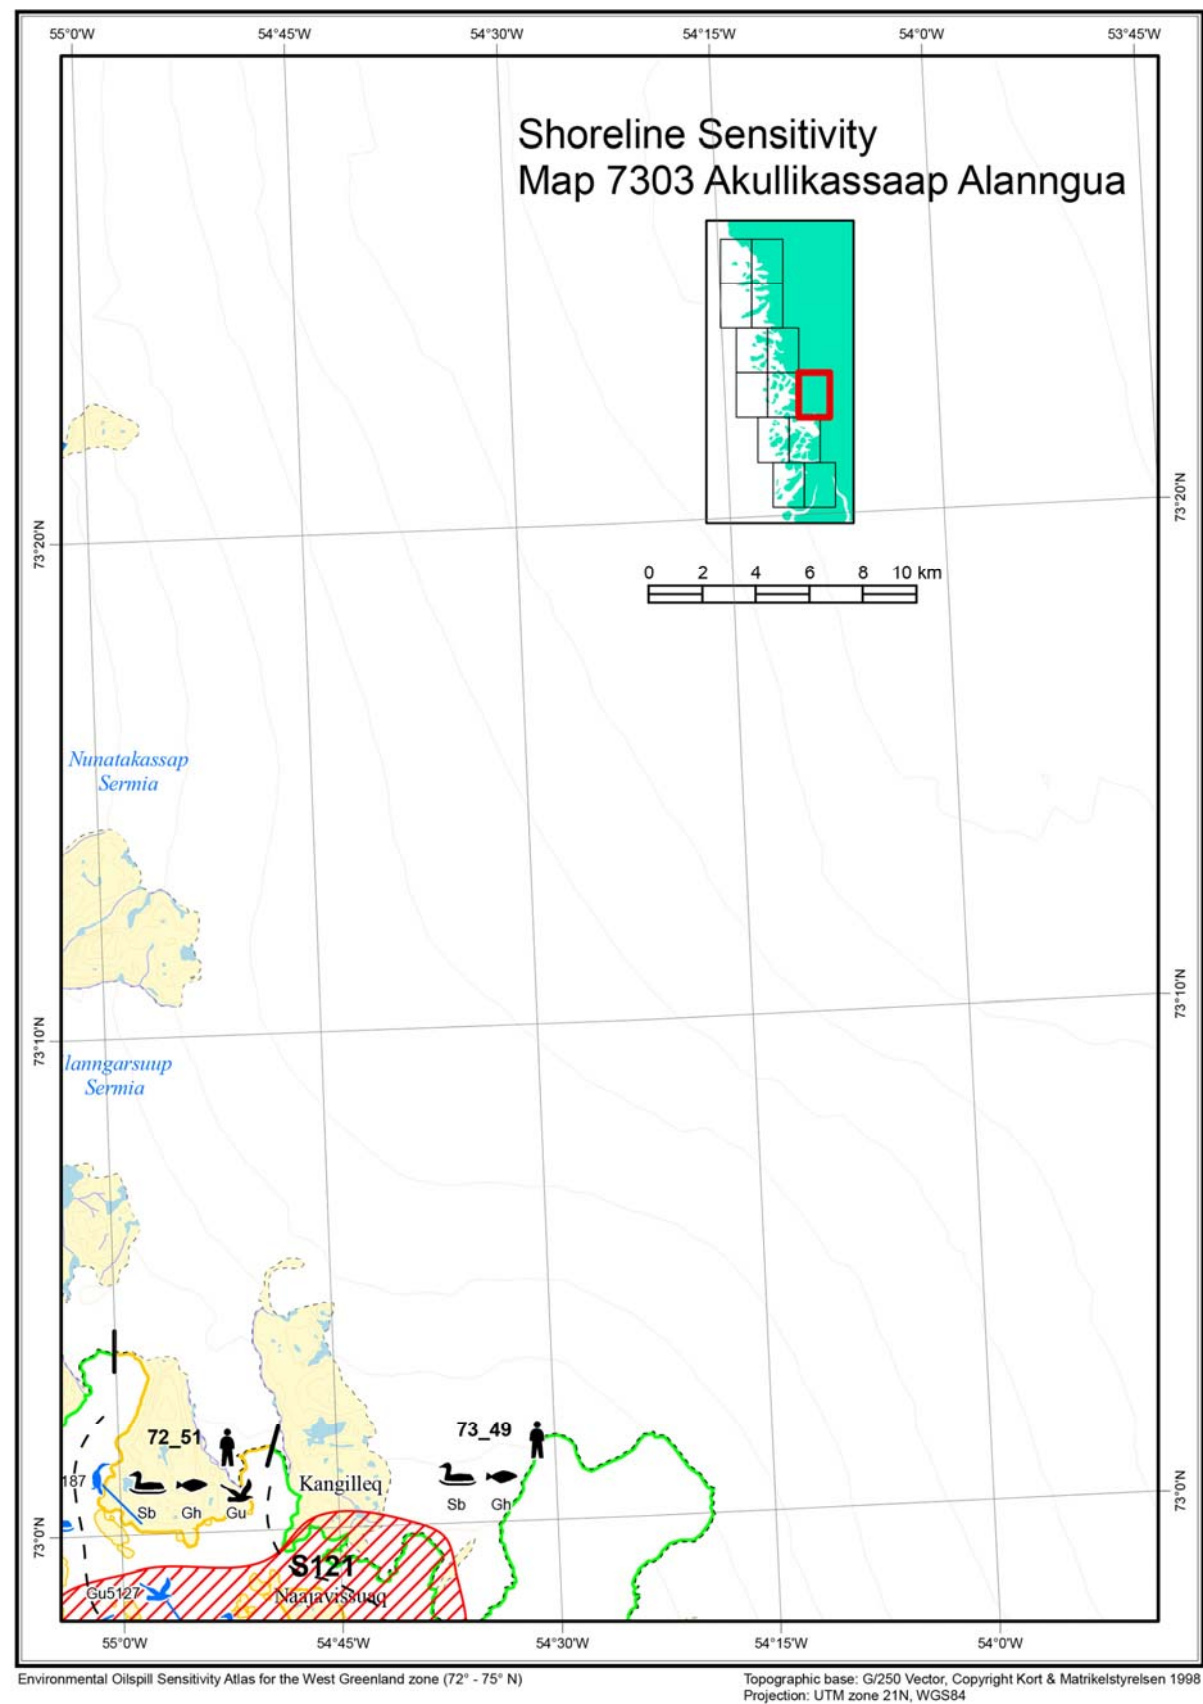 55°0'W 54°45'W 54°30'W 54°15'W 54°0'W 53°45'W
Shoreline Sensitivity
Map 7303 Akullikassaap Alanngua
73°20'N
73°20'N
0 2 4 6 8 10 km
Nunatakassap
Sermia
73°10'N
73°10'N
lanngarsuup
Sermia
72_51
73_49
187
Kangilleq
Sb Gh Gu
Sb Gh
73°0'N
73°0'N
S121
Gu5127
Naajavissuaq
55°0'W 54°45'W 54°30'W 54°15'W 54°0'W
Environmental Oilspill Sensitivity Atlas for the West Greenland zone (72° - 75° N)
Topographic base: G/250 Vector, Copyright Kort & Matrikelstyrelsen 1998
Projection: UTM zone 21N, WGS84